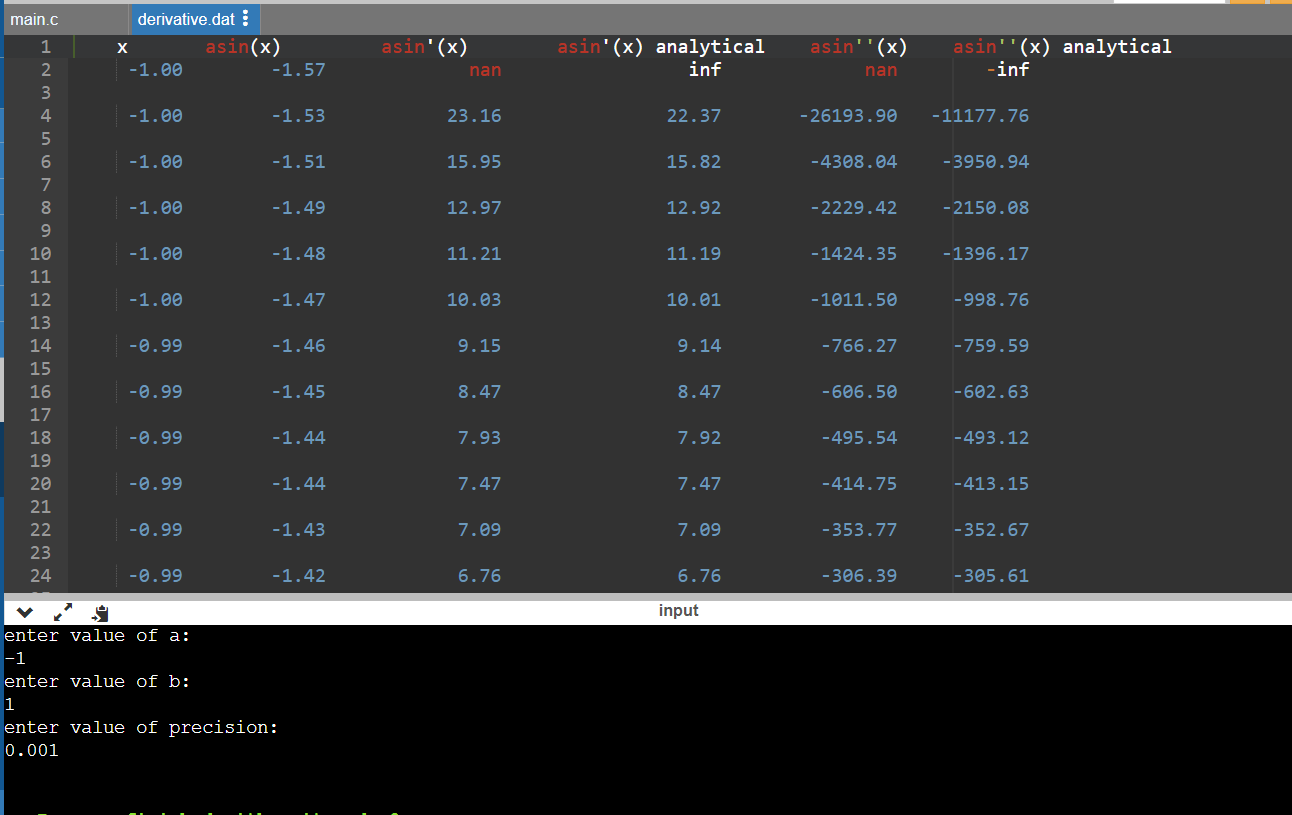 main.c derivative.dat
1 x asin(x) asin'(x) asin'(x) analytical asin''(x) asin''(x) analytical
2 -1.00 -1.57 nan inf nan -inf
3
4 -1.00 -1.53 23.16 22.37 -26193.90 -11177.76
5
6 -1.00 -1.51 15.95 15.82 -4308.04 -3950.94
7
8 -1.00 -1.49 12.97 12.92 -2229.42 -2150.08
9
10 -1.00 -1.48 11.21 11.19 -1424.35 -1396.17
11
12 -1.00 -1.47 10.03 10.01 -1011.50 -998.76
13
14 -0.99 -1.46 9.15 9.14 -766.27 -759.59
15
16 -0.99 -1.45 8.47 8.47 -606.50 -602.63
17
18 -0.99 -1.44 7.93 7.92 -495.54 -493.12
19
20 -0.99 -1.44 7.47 7.47 -414.75 -413.15
21
22 -0.99 -1.43 7.09 7.09 -353.77 -352.67
23
24 -0.99 -1.42 6.76 6.76 -306.39 -305.61
input
enter value of a:
-1
enter value of b:
1
enter value of precision:
0.001